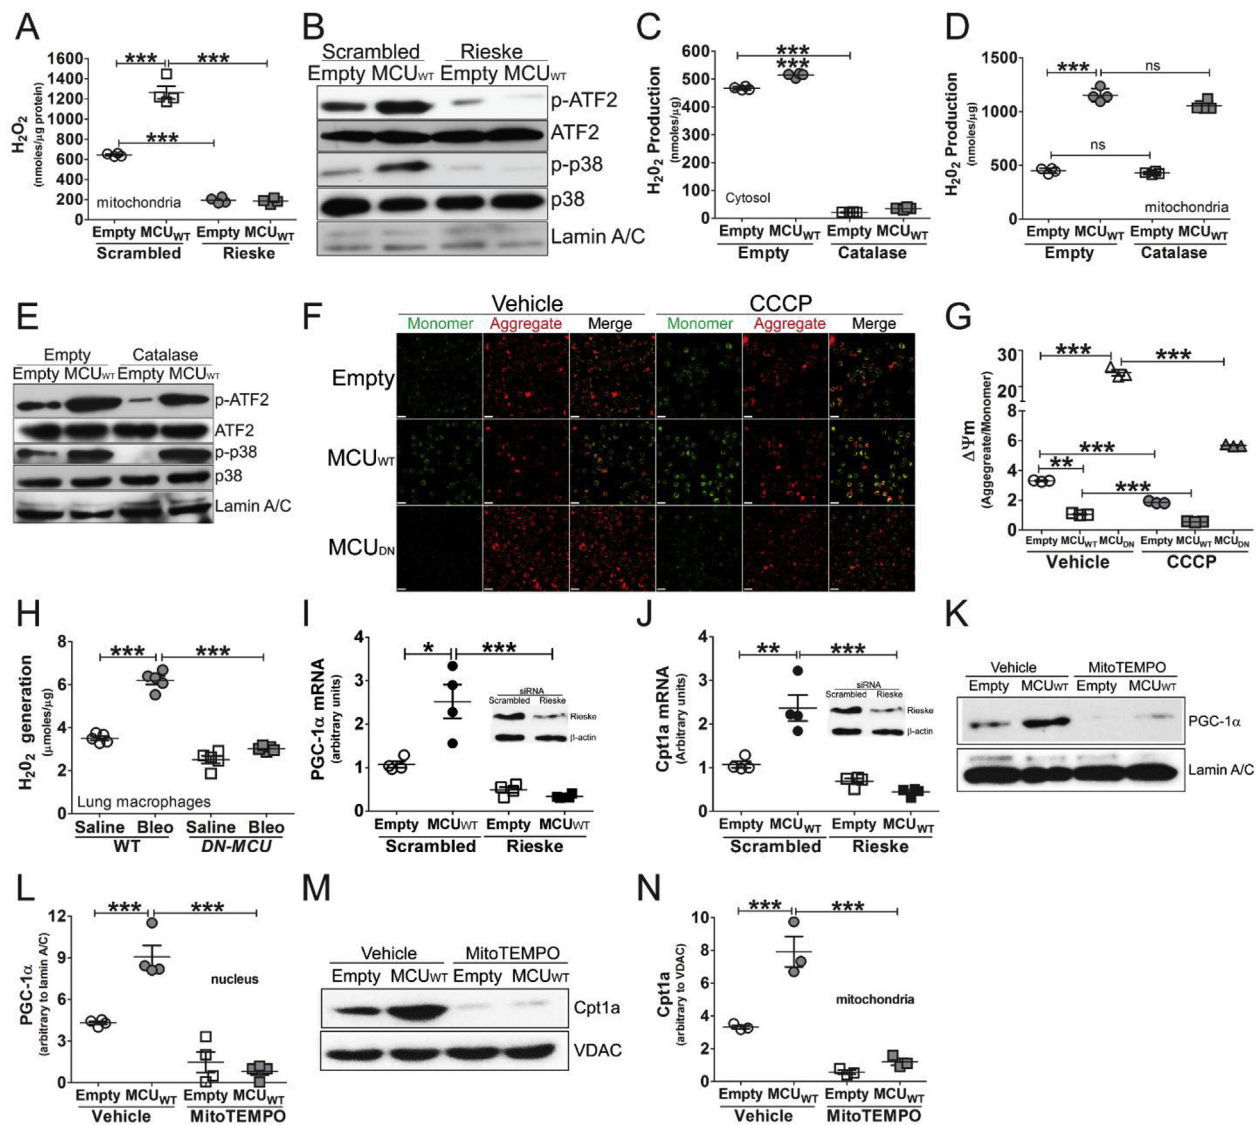 A
H2O2
(nmoles/μg protein)
1600
1400
1200
1000
800
600
400
200
0
***
***
***
mitochondria
Empty MCUWT Empty MCUWT
Scrambled Rieske
B
Scrambled Rieske
Empty MCUWT Empty MCUWT
p-ATF2
ATF2
p-p38
p38
Lamin A/C
C
H2O2 Production
(nmoles/μg)
600
500
400
300
200
100
0
***
***
Cytosol
Empty MCUWT Empty MCUWT
Empty Catalase
D
H2O2 Production
(nmoles/μg)
1500
1000
500
0
***
ns
ns
mitochondria
Empty MCUWT Empty MCUWT
Empty Catalase
E
Empty Catalase
Empty MCUWT Empty MCUWT
p-ATF2
ATF2
p-p38
p38
Lamin A/C
F
Vehicle CCCP
Monomer Aggregate Merge Monomer Aggregate Merge
Empty
MCUWT
MCUDN
G
ΔΨm
(Aggegreate/Monomer)
30
20
8
6
4
2
0
***
***
***
**
***
Empty MCUWT MCUDN Empty MCUWT MCUDN
Vehicle CCCP
H
H2O2 generation
(μmoles/μg)
8
6
4
2
0
***
***
Lung macrophages
Saline Bleo Saline Bleo
WT DN-MCU
I
PGC-1α mRNA
(arbitrary units)
4
3
2
1
0
*
***
siRNA
Scrambled Rieske
Rieske
β-actin
Empty MCUWT Empty MCUWT
Scrambled Rieske
J
Cpt1a mRNA
(Arbitrary units)
4
3
2
1
0
**
***
siRNA
Scrambled Rieske
Rieske
β-actin
Empty MCUWT Empty MCUWT
Scrambled Rieske
K
Vehicle MitoTEMPO
Empty MCUWT Empty MCUWT
PGC-1α
Lamin A/C
L
PGC-1α
(arbitrary to lamin A/C)
12
9
6
3
0
***
***
nucleus
Empty MCUWT Empty MCUWT
Vehicle MitoTEMPO
M
Vehicle MitoTEMPO
Empty MCUWT Empty MCUWT
Cpt1a
VDAC
N
Cpt1a
(arbitrary to VDAC)
10
8
6
4
2
0
***
***
mitochondria
Empty MCUWT Empty MCUWT
Vehicle MitoTEMPO